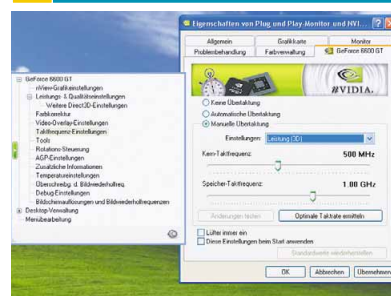 Eigenschaften von Plug und Play-Monitor und NVI...
Allgemein
Grafikkarte
Monitor
Problembehandlung
Farbverwaltung
GeForce 6600 GT
NVIDIA.
Keine Übertaktung
Automatische Übertaktung
Manuelle Übertaktung
Einstellungen:
Leistung (3D)
Kern-Taktfrequenz:
500 MHz
Speicher-Taktfrequenz:
1.00 GHz
Änderungen testen
Optimale Taktrate ermitteln
Lüfter immer ein
Diese Einstellungen beim Start anwenden
Standardwerte wiederherstellen
OK
Abbrechen
Übernehmen
GeForce 6600 GT
nView-Grafikeinstellungen
Leistungs- & Qualitätseinstellungen
Weitere Direct3D-Einstellungen
Farbkorrektur
Video-Overlay-Einstellungen
Taktfrequenz-Einstellungen
Tools
Rotations-Steuerung
AGP-Einstellungen
Zusätzliche Informationen
Temperatureinstellungen
Überschreibg. d. Bildwiederholfreq.
Debug-Einstellungen
Bildschirmauflösungen und Bildwiederholfrequenzen
Desktop-Verwaltung
Menübearbeitung